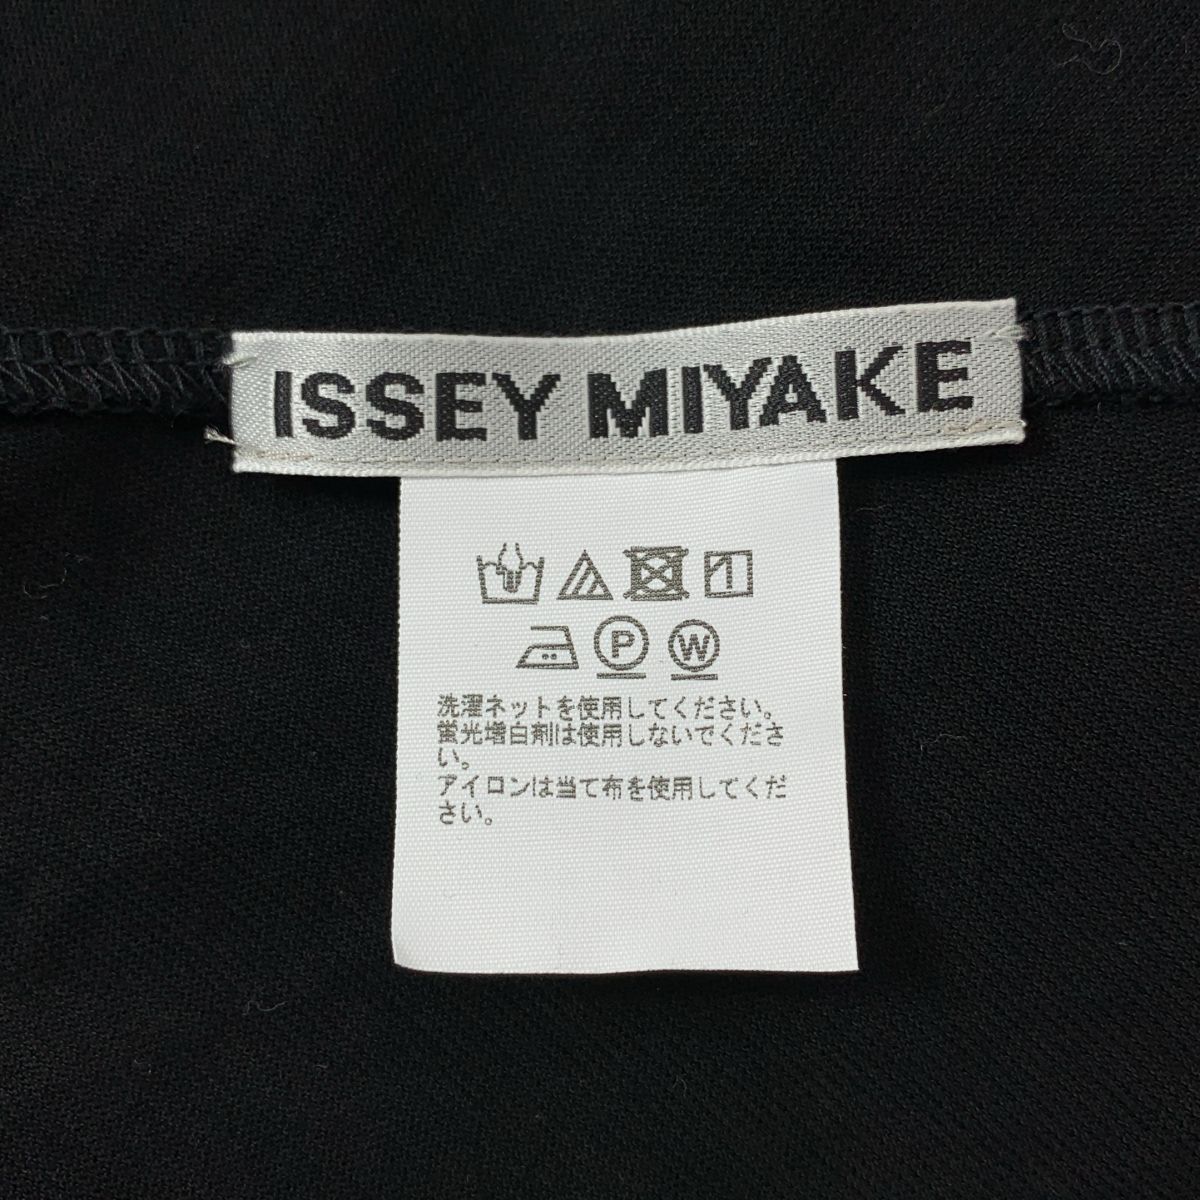 ISSEY MIYAKE
P W
洗濯ネットを使用してください。
蛍光増白剤は使用しないでくださ
い。
アイロンは当て布を使用してくだ
さい。